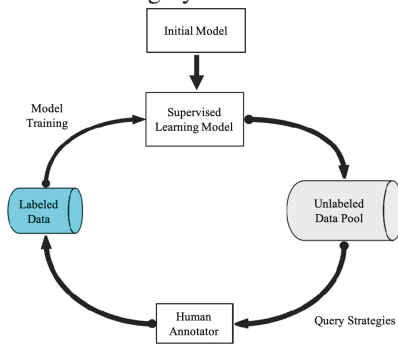 Initial Model
Model
Training
Supervised
Learning Model
Labeled
Data
Unlabeled
Data Pool
Human
Annotator
Query Strategies